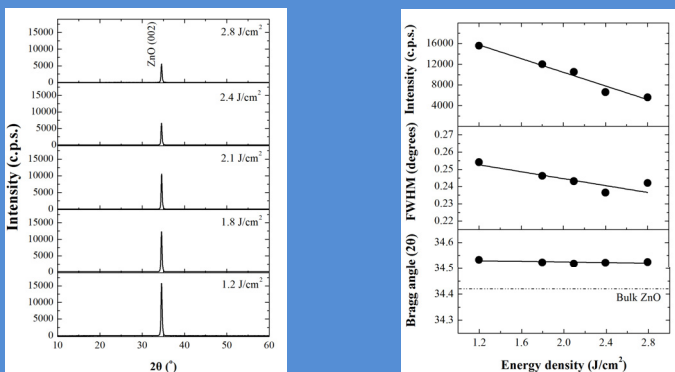 ZnO (002)
Intensity (c.p.s.)
15000
10000
5000
0
2.8 J/cm²
15000
10000
5000
0
2.4 J/cm²
15000
10000
5000
0
2.1 J/cm²
15000
10000
5000
0
1.8 J/cm²
15000
10000
5000
0
1.2 J/cm²
10 20 30 40 50 60
2θ (°)
Intensity (c.p.s.)
16000
12000
8000
4000
FWHM (degrees)
0.27
0.26
0.25
0.24
0.23
0.22
Bragg angle (2θ)
34.6
34.5
34.4
34.3
Bulk ZnO
1.2 1.6 2.0 2.4 2.8
Energy density (J/cm²)